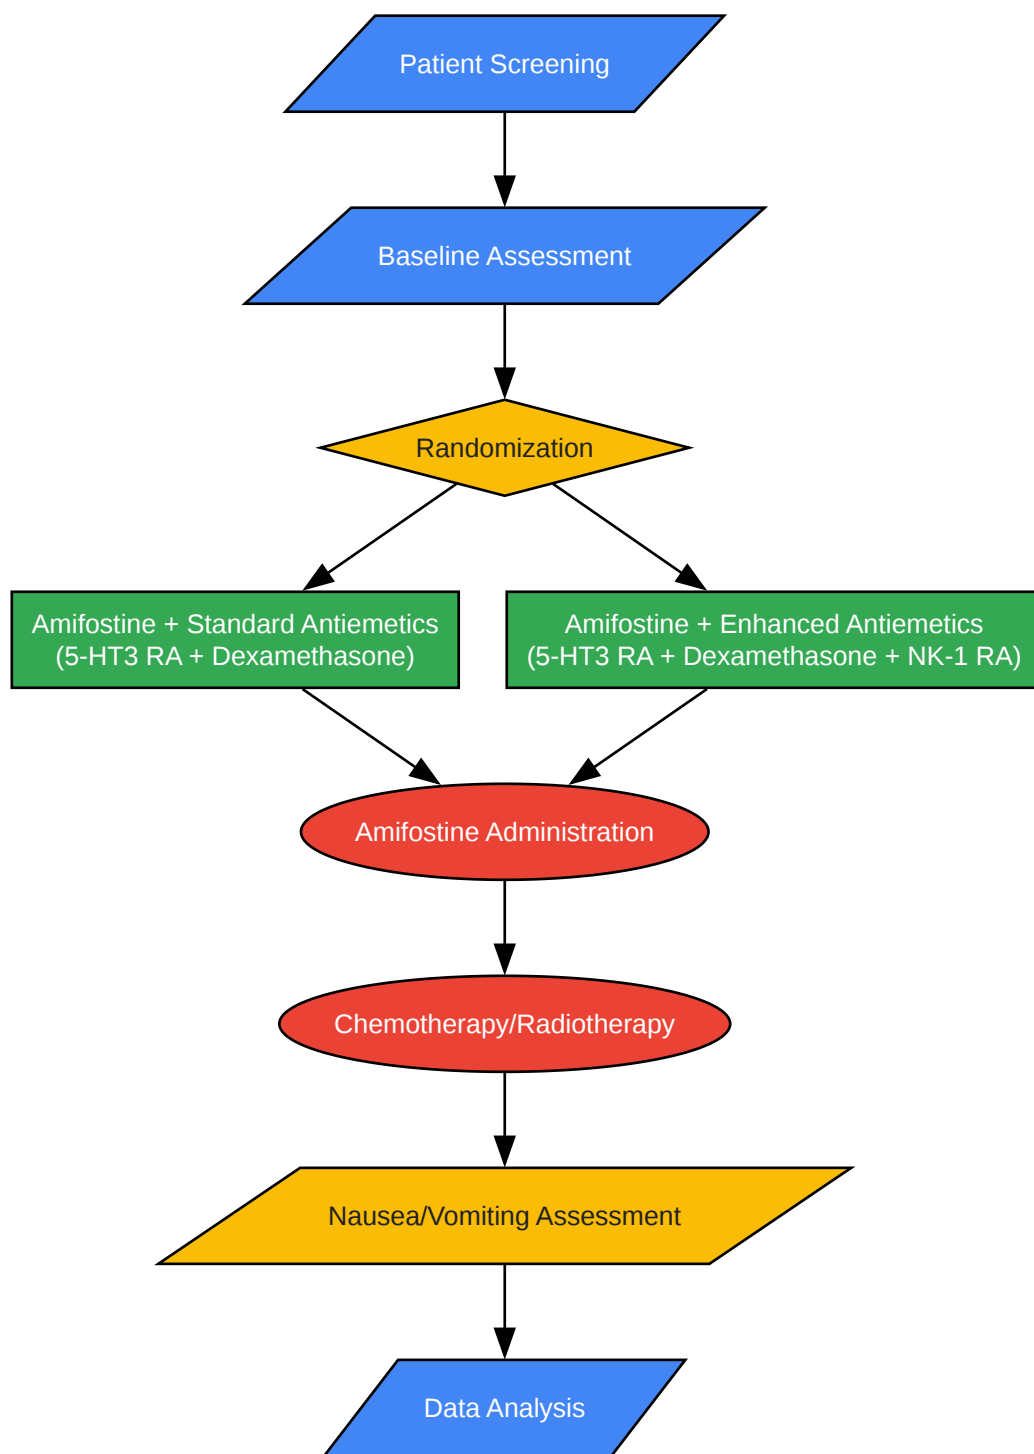 Patient Screening
Baseline Assessment
Randomization
Amifostine + Standard Antiemetics
(5-HT3 RA + Dexamethasone)
Amifostine + Enhanced Antiemetics
(5-HT3 RA + Dexamethasone + NK-1 RA)
Amifostine Administration
Chemotherapy/Radiotherapy
Nausea/Vomiting Assessment
Data Analysis